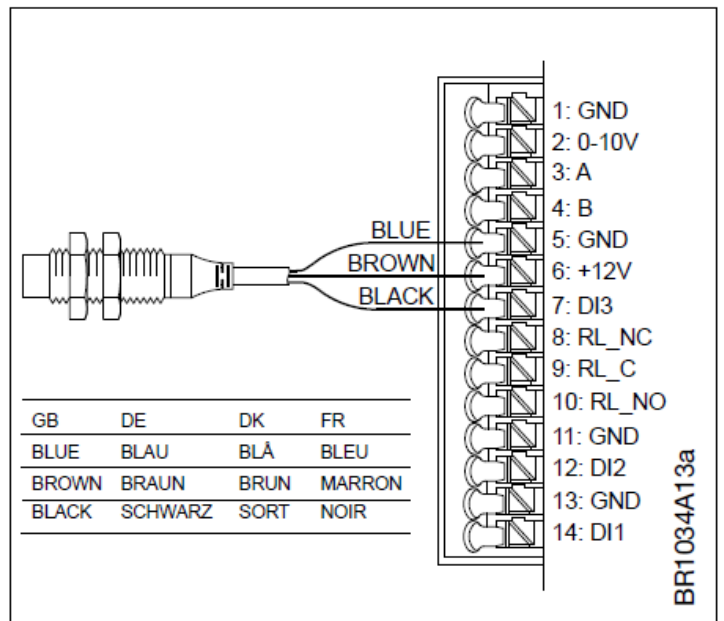 1: GND
2: 0-10V
3: A
4: B
BLUE
5: GND
BROWN
6: +12V
BLACK
7: DI3
8: RL_NC
9: RL_C
10: RL_NO
11: GND
12: DI2
13: GND
14: DI1
GB DE DK FR
BLUE BLAU BLÅ BLEU
BROWN BRAUN BRUN MARRON
BLACK SCHWARZ SORT NOIR
BR1034A13a